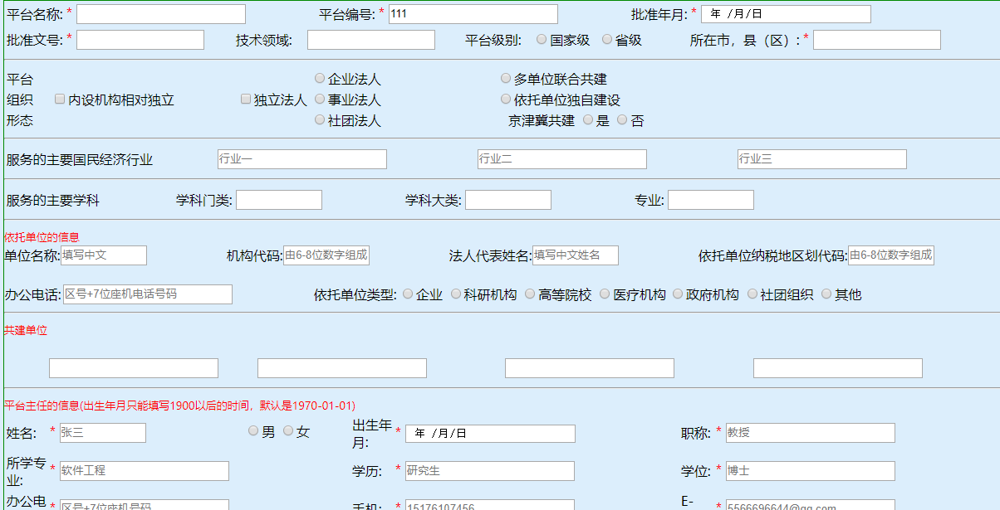 平台名称: * 平台编号: * 111 批准年月: * 年 /月/日
批准文号: * 技术领域: 平台级别: 国家级 省级 所在市，县（区）: *
平台 企业法人 多单位联合共建
组织 内设机构相对独立 独立法人 事业法人 依托单位独自建设
形态 社团法人 京津冀共建 是 否
服务的主要国民经济行业 行业一 行业二 行业三
服务的主要学科 学科门类: 学科大类: 专业:
依托单位的信息
单位名称: 填写中文 机构代码: 由6-8位数字组成 法人代表姓名: 填写中文姓名 依托单位纳税地区划代码: 由6-8位数字组成
办公电话: 区号+7位座机电话号码 依托单位类型: 企业 科研机构 高等院校 医疗机构 政府机构 社团组织 其他
共建单位
平台主任的信息(出生年月只能填写1900以后的时间，默认是1970-01-01)
姓名: * 张三 男 女 出生年月: * 年 /月/日 职称: * 教授
所学专业: * 软件工程 学历: * 研究生 学位: * 博士
办公电 * 区号+7位座机号码 手机: * 15176107456 E- * 5566696644@qq.com